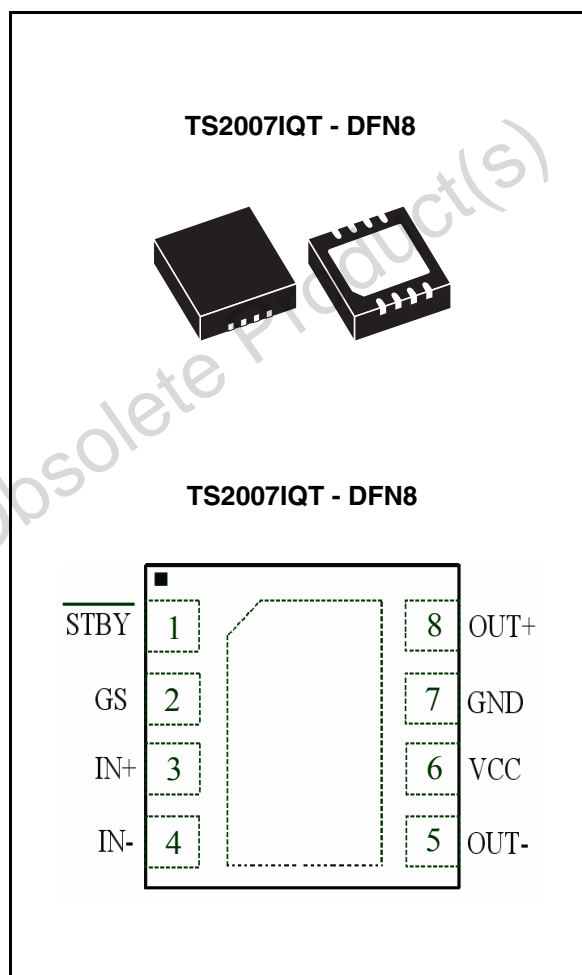 TS2007IQT - DFN8
Obsolete Product(s)
TS2007IQT - DFN8
STBY 1 8 OUT+
GS 2 7 GND
IN+ 3 6 VCC
IN- 4 5 OUT-